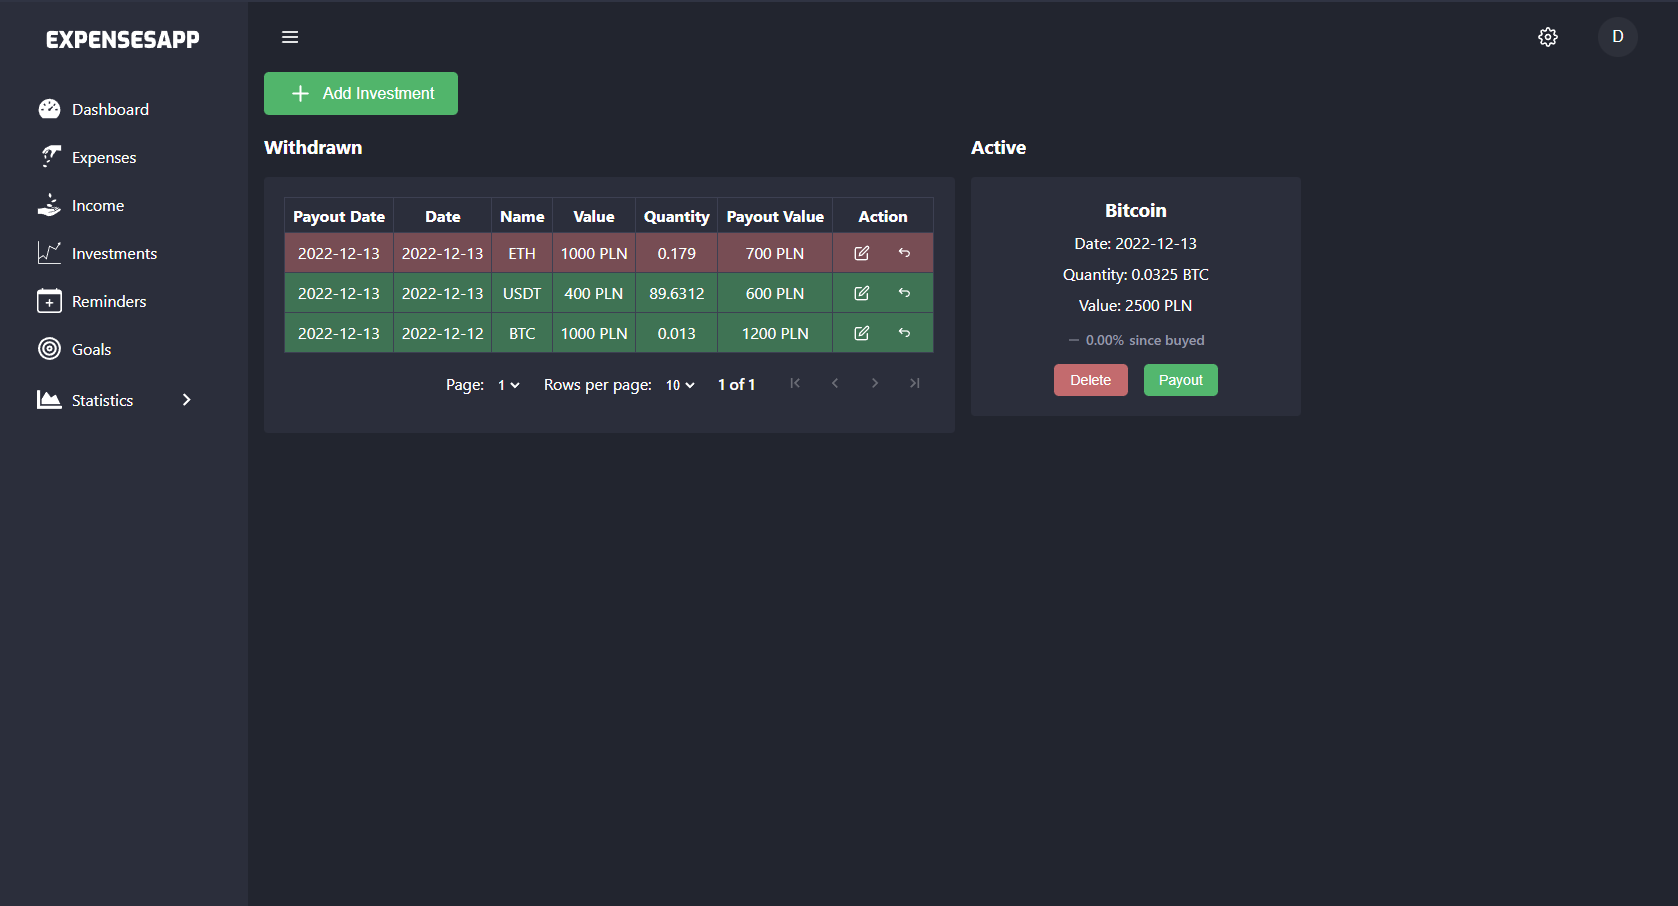 EXPENSESAPP
D
Dashboard
Expenses
Income
Investments
Reminders
Goals
Statistics
Add Investment
Withdrawn
Payout Date Date Name Value Quantity Payout Value Action
2022-12-13 2022-12-13 ETH 1000 PLN 0.179 700 PLN
2022-12-13 2022-12-13 USDT 400 PLN 89.6312 600 PLN
2022-12-13 2022-12-12 BTC 1000 PLN 0.013 1200 PLN
Page: 1 Rows per page: 10 1 of 1
Active
Bitcoin
Date: 2022-12-13
Quantity: 0.0325 BTC
Value: 2500 PLN
0.00% since buyed
Delete Payout